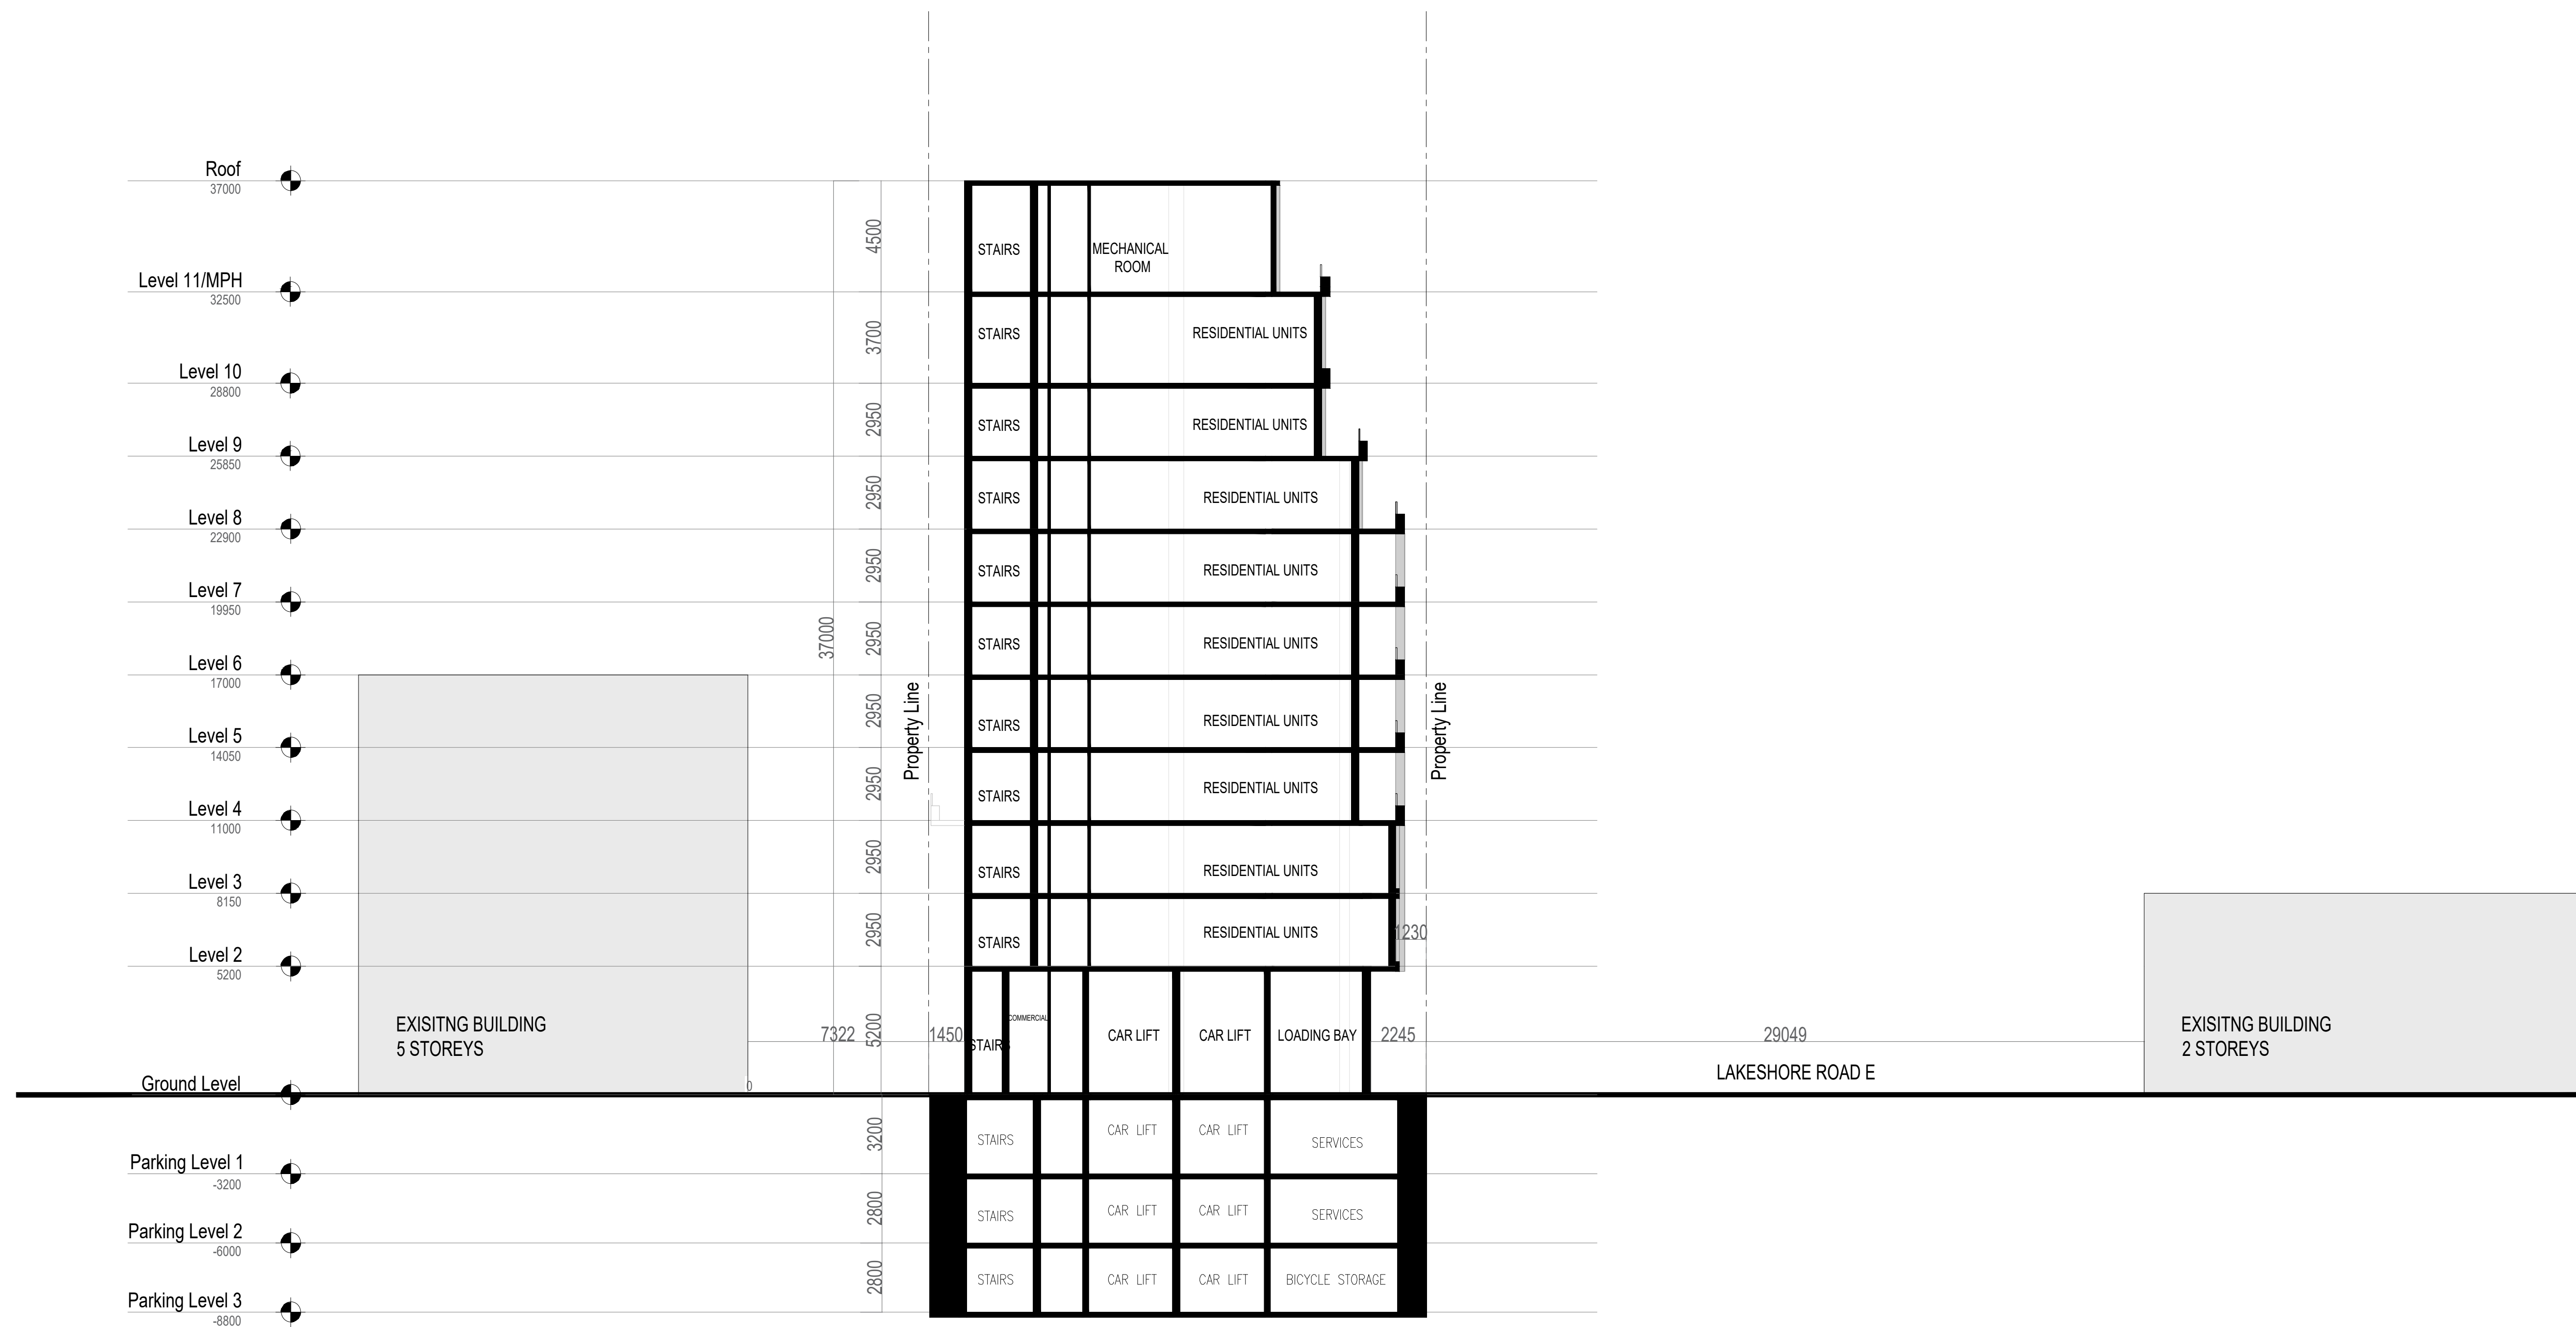 Roof
37000
4500
STAIRS
MECHANICAL
ROOM
Level 11/MPH
32500
3700
STAIRS
RESIDENTIAL UNITS
Level 10
28800
2950
STAIRS
RESIDENTIAL UNITS
Level 9
25850
2950
STAIRS
RESIDENTIAL UNITS
Level 8
22900
2950
STAIRS
RESIDENTIAL UNITS
Level 7
19950
37000
2950
STAIRS
RESIDENTIAL UNITS
Level 6
17000
Property Line
2950
STAIRS
RESIDENTIAL UNITS
Property Line
Level 5
14050
2950
STAIRS
RESIDENTIAL UNITS
Level 4
11000
2950
STAIRS
RESIDENTIAL UNITS
Level 3
8150
2950
STAIRS
RESIDENTIAL UNITS
1230
Level 2
5200
EXISITNG BUILDING
5 STOREYS
7322
5200
1450
STAIRS
COMMERCIAL
CAR LIFT
CAR LIFT
LOADING BAY
2245
29049
LAKESHORE ROAD E
EXISITNG BUILDING
2 STOREYS
Ground Level
0
3200
STAIRS
CAR LIFT
CAR LIFT
SERVICES
Parking Level 1
-3200
2800
STAIRS
CAR LIFT
CAR LIFT
SERVICES
Parking Level 2
-6000
2800
STAIRS
CAR LIFT
CAR LIFT
BICYCLE STORAGE
Parking Level 3
-8800